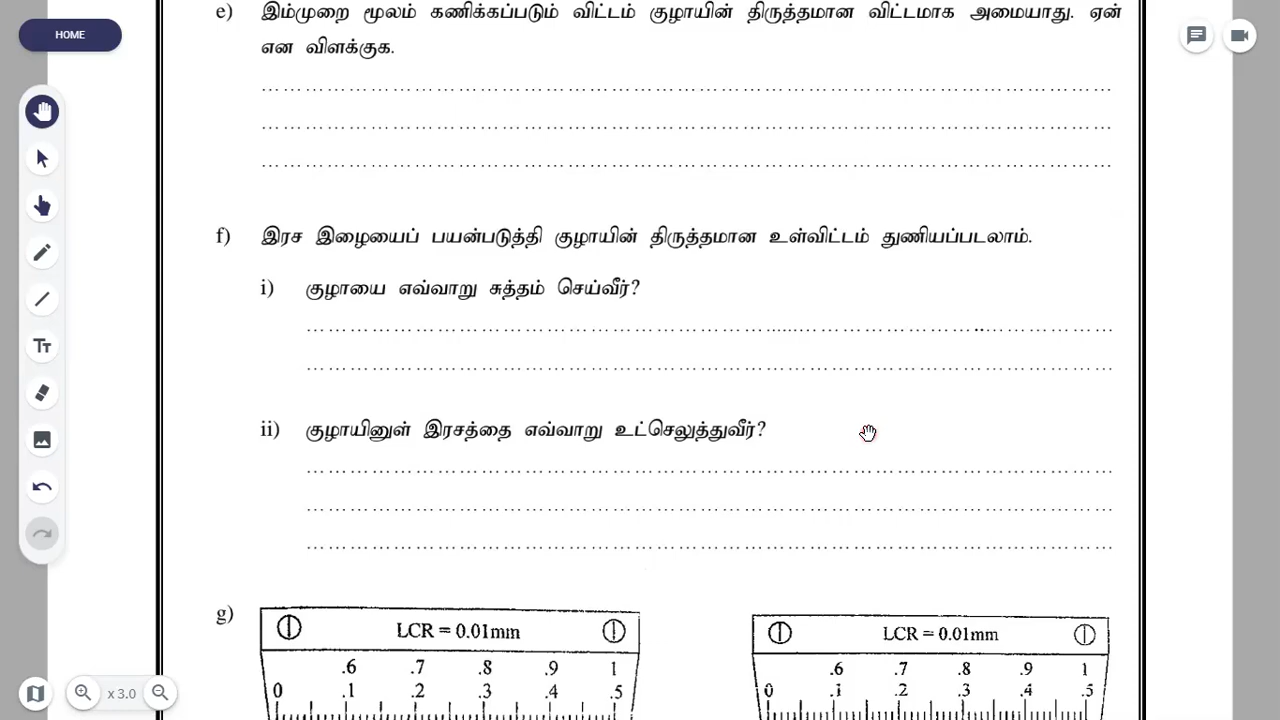 HOME
e) இம்முறை மூலம் கணிக்கப்படும் விட்டம் குழாயின் திருத்தமான விட்டமாக அமையாது. ஏன்
என விளக்குக.
f) இரச இழையைப் பயன்படுத்தி குழாயின் திருத்தமான உள்விட்டம் துணியப்படலாம்.
i) குழாயை எவ்வாறு சுத்தம் செய்வீர்?
ii) குழாயினுள் இரசத்தை எவ்வாறு உட்செலுத்துவீர்?
g)
LCR = 0.01mm
.6 .7 .8 .9 1
0 .1 .2 .3 .4 .5
LCR = 0.01mm
.6 .7 .8 .9 1
0 .1 .2 .3 .4 .5
Tт
x 3.0